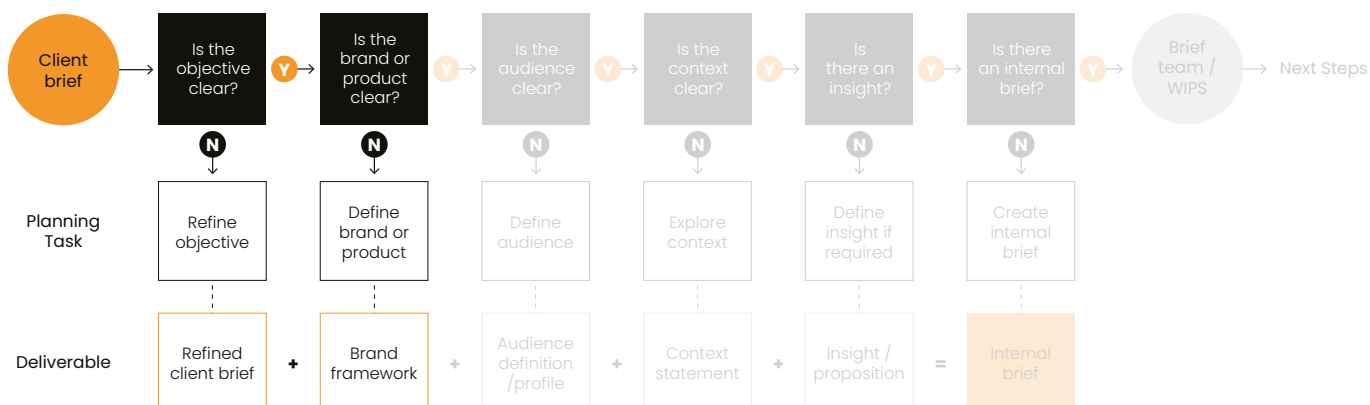 Client
brief
Is the
objective
clear?
Y
Is the
brand or
product
clear?
Y
Is the
audience
clear?
Y
Is the
context
clear?
Y
Is
there an
insight?
Y
Is there
an internal
brief?
Y
Brief
team /
WIPS
Next Steps
N
N
N
N
N
N
Planning
Task
Refine
objective
Define
brand or
product
Define
audience
Explore
context
Define
insight if
required
Create
internal
brief
Deliverable
Refined
client brief
+
Brand
framework
+
Audience
definition
/profile
+
Context
statement
+
Insight /
proposition
=
Internal
brief